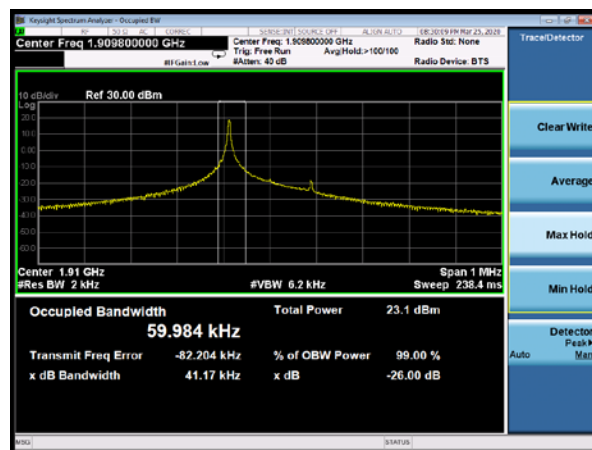 Keysight Spectrum Analyzer - Occupied BW
RF 50 Ω AC CORREC SENSE:INT SOURCE OFF ALIGN AUTO 08:30:09 PM Mar 25, 2020
Center Freq 1.909800000 GHz
Center Freq: 1.909800000 GHz
Radio Std: None
Trace/Detector
Trig: Free Run Avg|Hold:>100/100
#IFGain:Low #Atten: 40 dB Radio Device: BTS
10 dB/div Ref 30.00 dBm
Log
20.0
10.0
0.00
-10.0
-20.0
-30.0
-40.0
-50.0
-60.0
Clear Write
Average
Max Hold
Min Hold
Center 1.91 GHz Span 1 MHz
#Res BW 2 kHz #VBW 6.2 kHz Sweep 238.4 ms
Occupied Bandwidth Total Power 23.1 dBm
59.984 kHz
Transmit Freq Error -82.204 kHz % of OBW Power 99.00 %
x dB Bandwidth 41.17 kHz x dB -26.00 dB
Detector
Peak
Auto Man
MSG STATUS